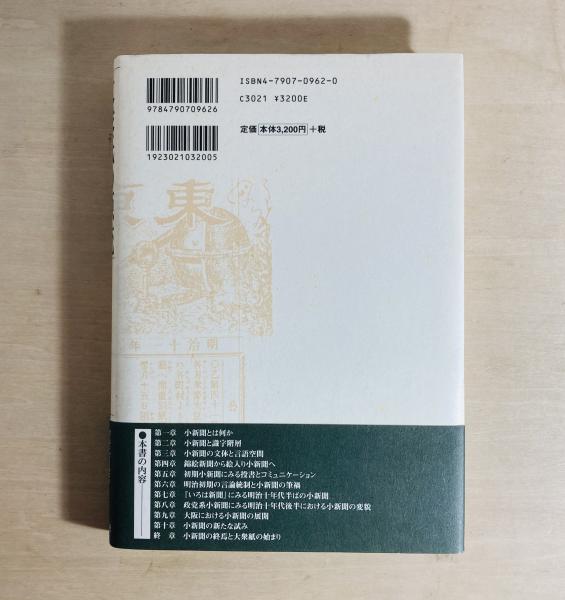 ISBN4-7907-0962-0
C3021 ¥3200E
9784790709626
定価 本体3,200円 +税
1923021032005
東
明治十一年
●本書の内容
第一章 小新聞とは何か
第二章 小新聞と識字階層
第三章 小新聞の文体と言語空間
第四章 錦絵新聞から絵入り小新聞へ
第五章 初期小新聞にみる投書とコミュニケーション
第六章 明治初期の言論統制と小新聞の筆禍
第七章 『いろは新聞』にみる明治十年代半ばの小新聞
第八章 政党系小新聞にみる明治十年代後半における小新聞の変貌
第九章 大阪における小新聞の展開
第十章 小新聞の新たな試み
終 章 小新聞の終焉と大衆紙の始まり